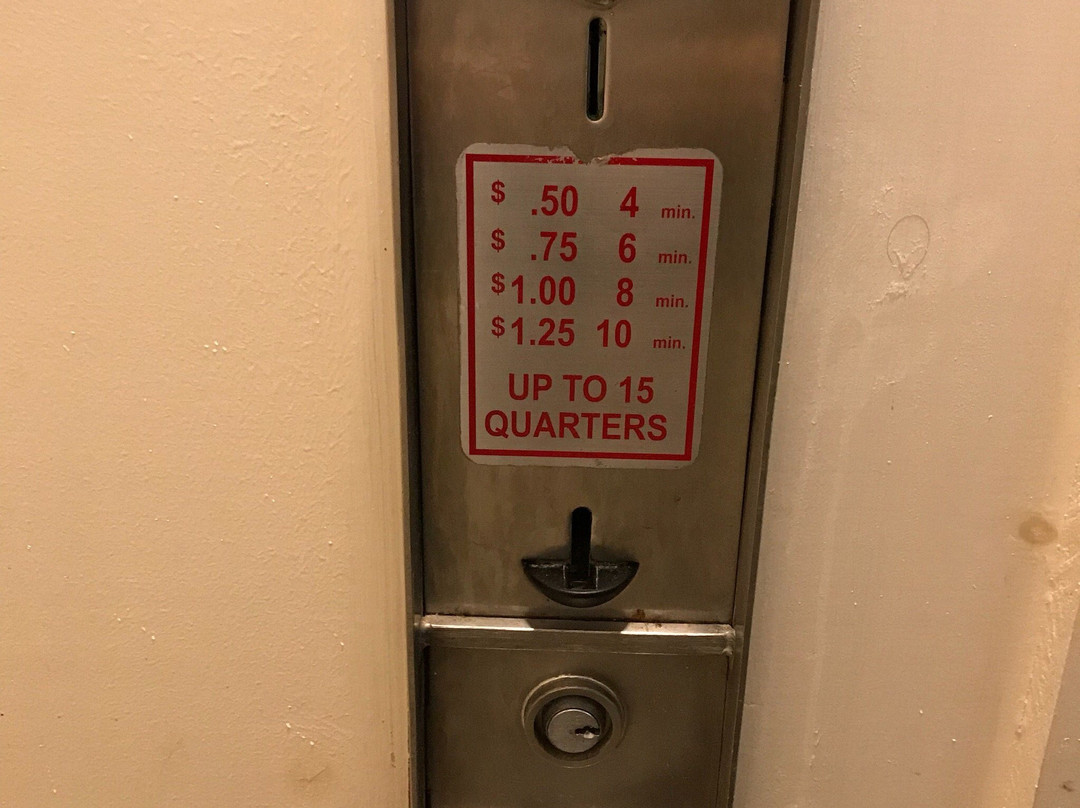 $ .50 4 min.
$ .75 6 min.
$1.00 8 min.
$1.25 10 min.
UP TO 15
QUARTERS